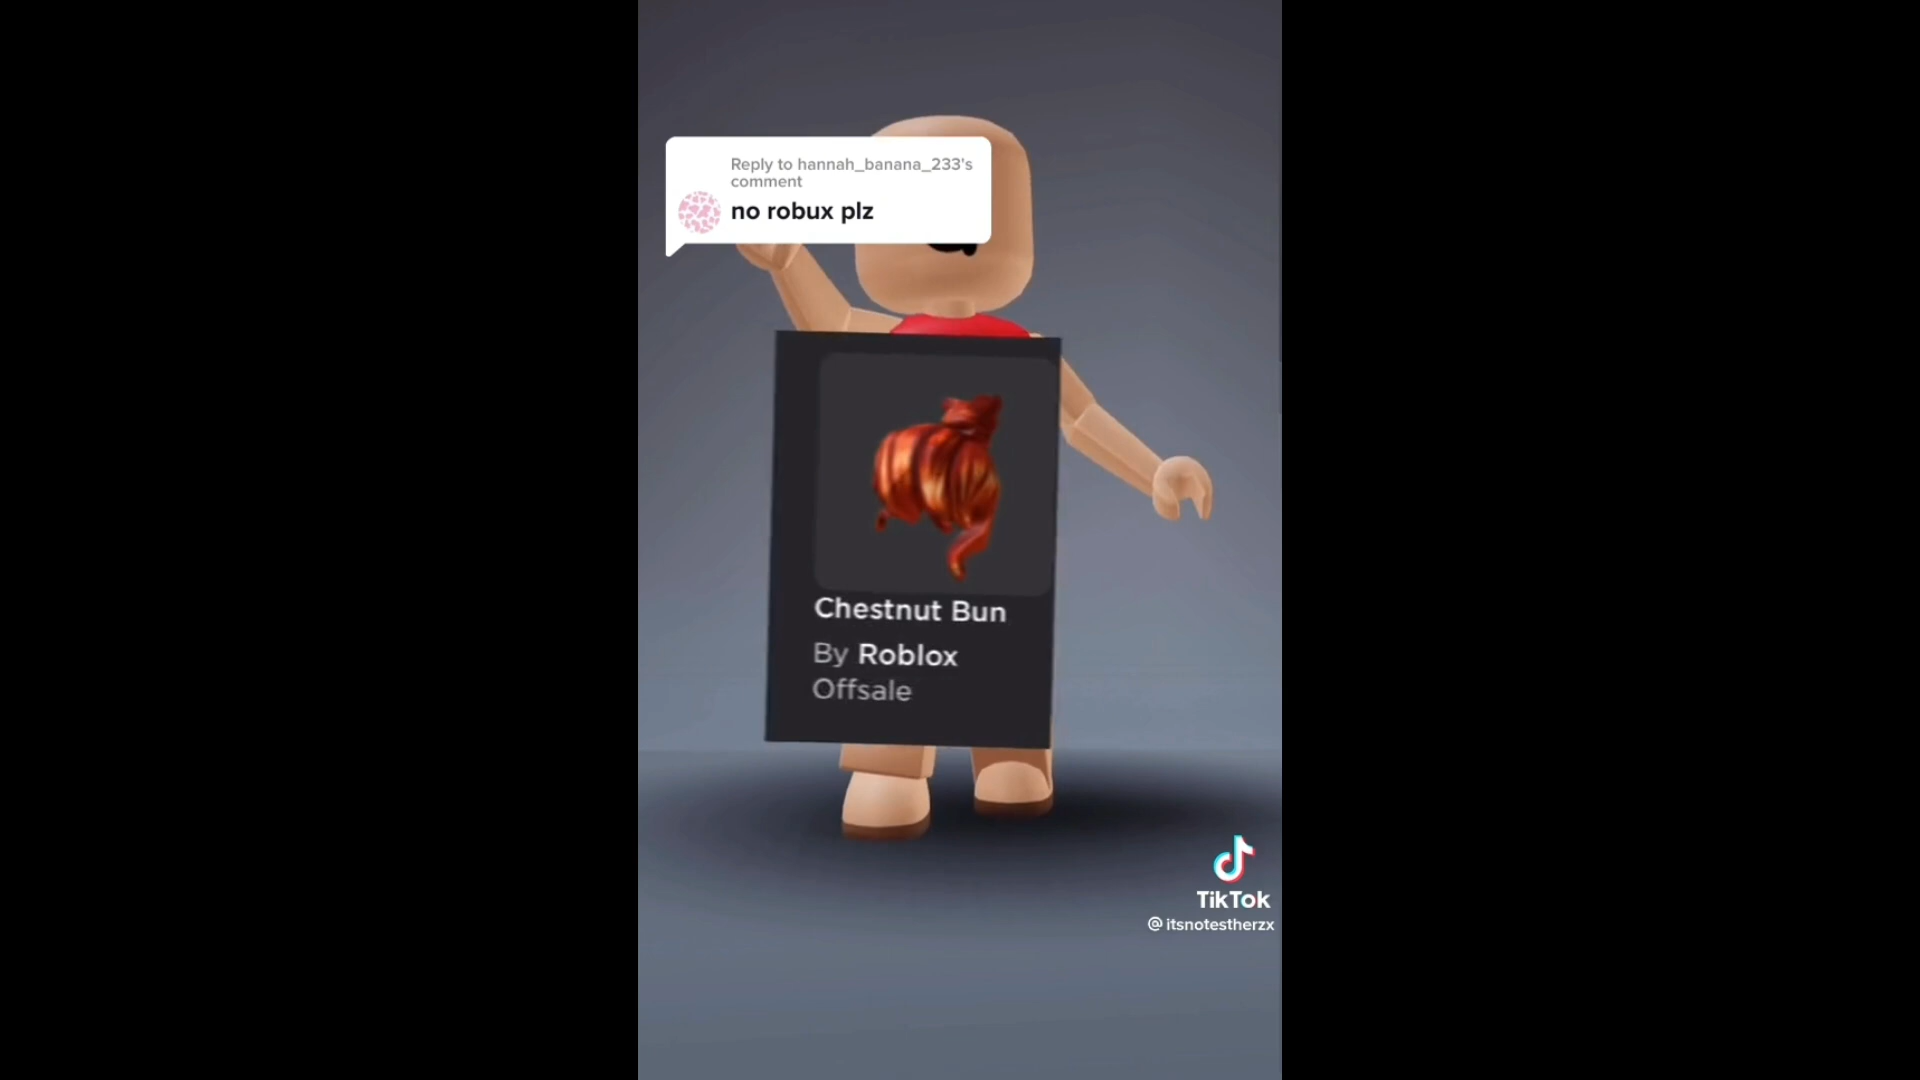 Reply to hannah_banana_233's
comment
no robux plz
Chestnut Bun
By Roblox
Offsale
TikTok
@itsnotestherzx